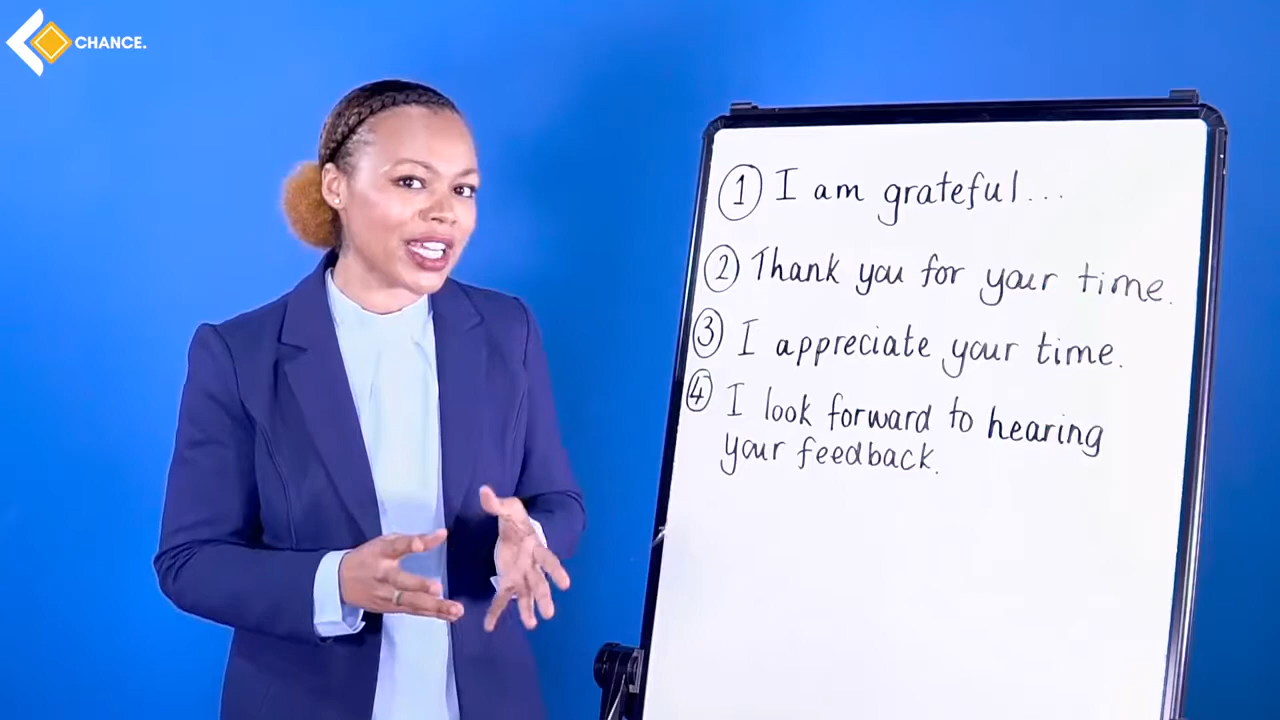 CHANCE.
1 I am grateful...
2 Thank you for your time.
3 I appreciate your time.
4 I look forward to hearing
your feedback.